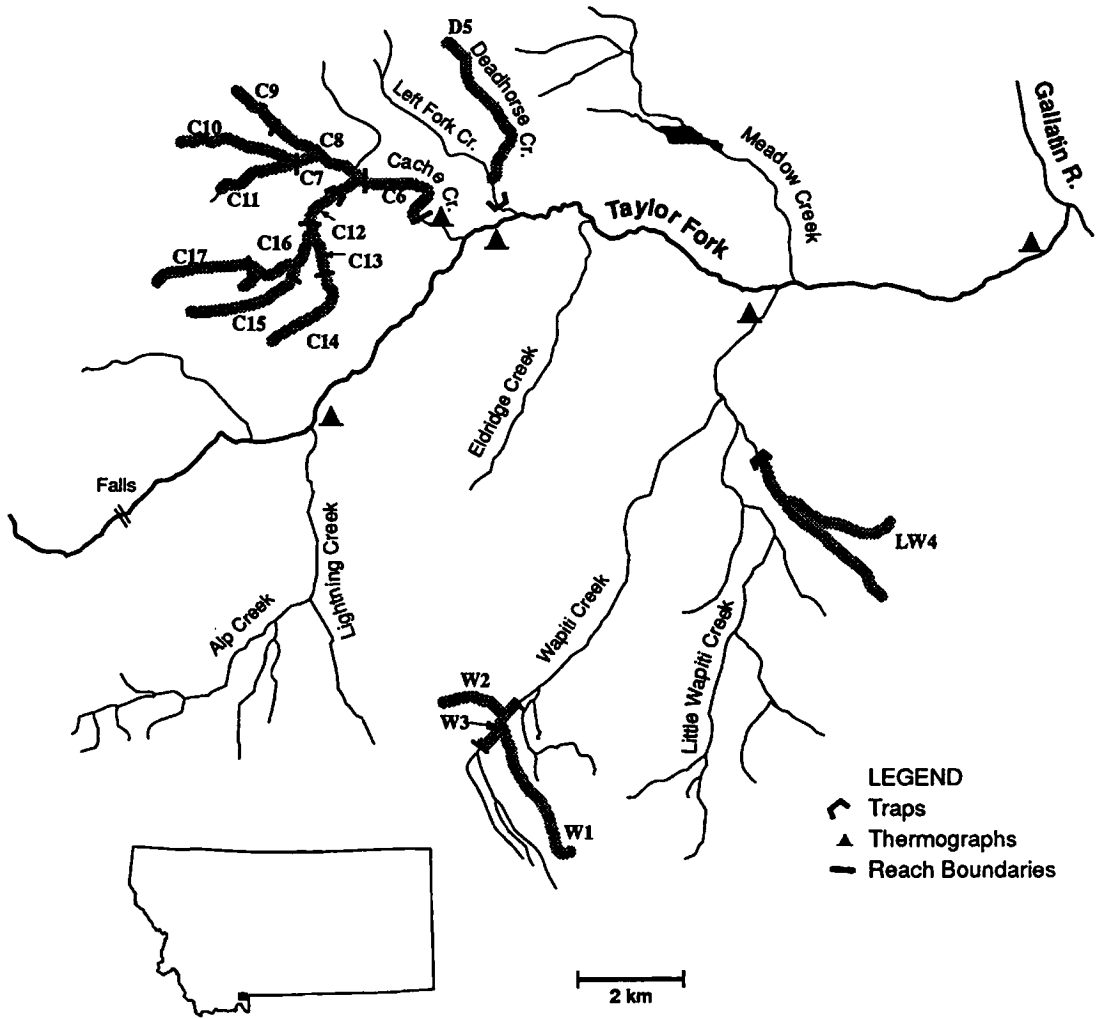 D5
Deadhorse Cr.
Left Fork Cr.
C9
C10
C8
C7
C11
Cache Cr.
C6
Meadow Creek
Gallatin R.
Taylor Fork
C12
C16
C13
C17
C15
C14
Eldridge Creek
Falls
LW4
Lightning Creek
Alp Creek
Wapiti Creek
Little Wapiti Creek
W2
W3
W1
LEGEND
Traps
Thermographs
Reach Boundaries
2 km